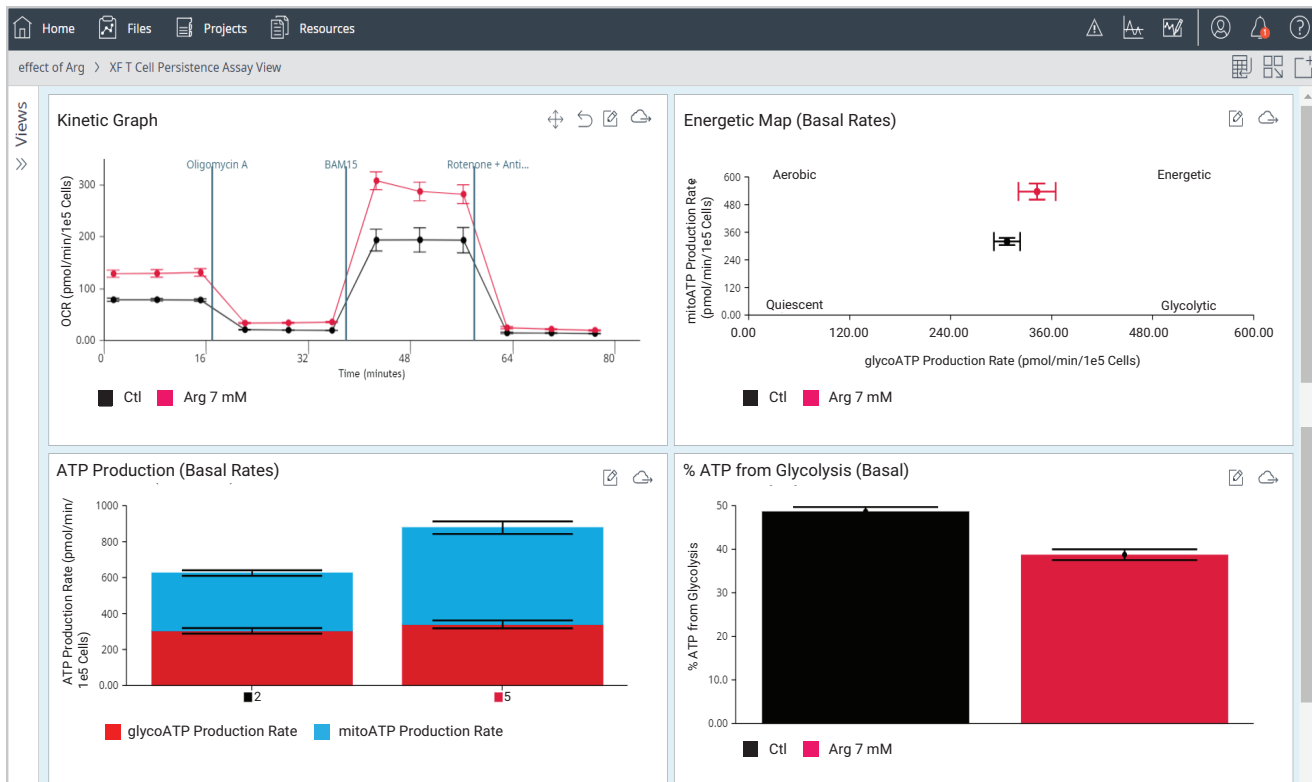 Home Files Projects Resources
1
effect of Arg > XF T Cell Persistence Assay View
Views
Kinetic Graph
Oligomycin A BAM15 Rotenone + Anti...
OCR (pmol/min/1e5 Cells)
300
200
100
0.00
0 16 32 48 64 80
Time (minutes)
Ctl Arg 7 mM
Energetic Map (Basal Rates)
Aerobic Energetic
mitoATP Production Rate
(pmol/min/1e5 Cells)
600
480
360
240
120
0.00
Quiescent Glycolytic
0.00 120.00 240.00 360.00 480.00 600.00
glycoATP Production Rate (pmol/min/1e5 Cells)
Ctl Arg 7 mM
ATP Production (Basal Rates)
ATP Production Rate (pmol/min/
1e5 Cells)
1000
800
600
400
200
0.00
2 5
glycoATP Production Rate mitoATP Production Rate
% ATP from Glycolysis (Basal)
% ATP from Glycolysis
50
40
30
20
10.0
0.00
Ctl Arg 7 mM